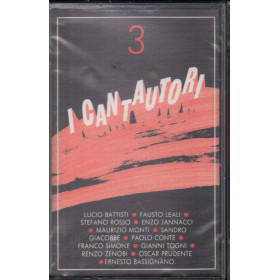 3
I CANTAUTORI
LUCIO BATTISTI • FAUSTO LEALI •
STEFANO ROSSO • ENZO JANNACCI
• MAURIZIO MONTI • SANDRO
GIACOBBE • PAOLO CONTE •
FRANCO SIMONE • GIANNI TOGNI •
RENZO ZENOBI • OSCAR PRUDENTE
• ERNESTO BASSIGNANO.